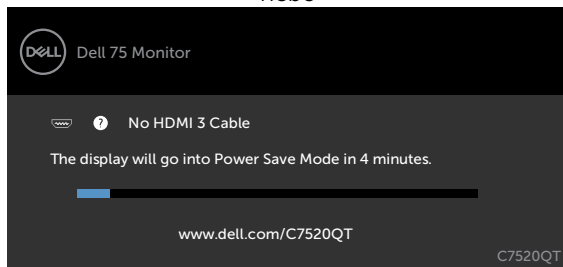 nebo
DELL
Dell 75 Monitor
? No HDMI 3 Cable
The display will go into Power Save Mode in 4 minutes.
www.dell.com/C7520QT
C7520QT